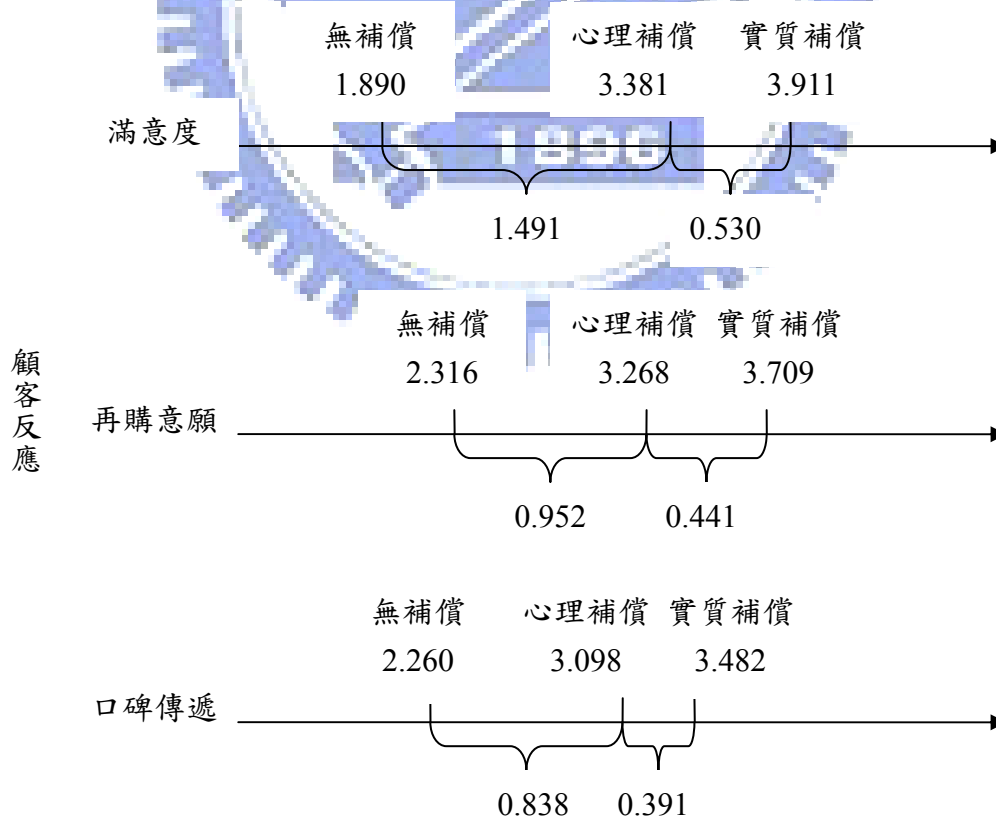 無補償 心理補償 實質補償
1.890 3.381 3.911
滿意度
1896
1.491 0.530
無補償 心理補償 實質補償
2.316 3.268 3.709
顧客反應
再購意願
0.952 0.441
無補償 心理補償 實質補償
2.260 3.098 3.482
口碑傳遞
0.838 0.391